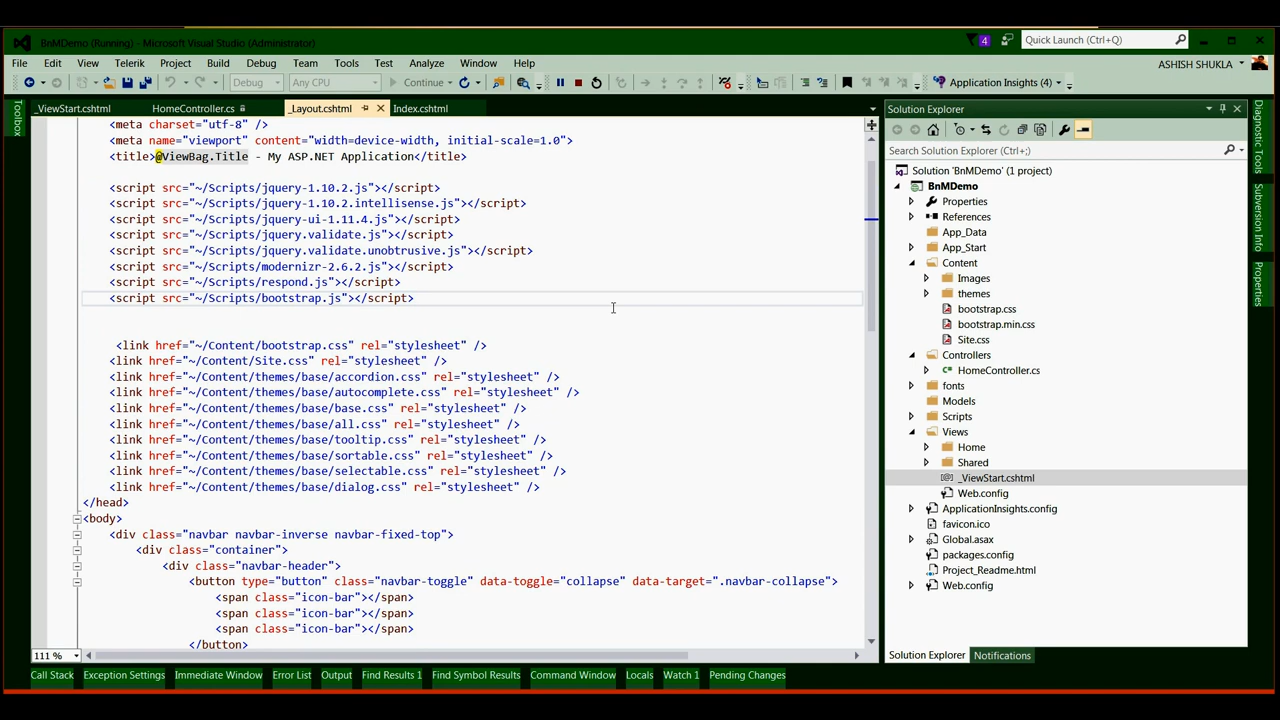 BnMDemo (Running) - Microsoft Visual Studio (Administrator)
4
Quick Launch (Ctrl+Q)
File Edit View Telerik Project Build Debug Team Tools Test Analyze Window Help
ASHISH SHUKLA
Debug Any CPU Continue Application Insights (4)
Toolbox
_ViewStart.cshtml HomeController.cs _Layout.cshtml Index.cshtml
<meta charset="utf-8" />
<meta name="viewport" content="width=device-width, initial-scale=1.0">
<title>@ViewBag.Title - My ASP.NET Application</title>
<script src="~/Scripts/jquery-1.10.2.js"></script>
<script src="~/Scripts/jquery-1.10.2.intellisense.js"></script>
<script src="~/Scripts/jquery-ui-1.11.4.js"></script>
<script src="~/Scripts/jquery.validate.js"></script>
<script src="~/Scripts/jquery.validate.unobtrusive.js"></script>
<script src="~/Scripts/modernizr-2.6.2.js"></script>
<script src="~/Scripts/respond.js"></script>
<script src="~/Scripts/bootstrap.js"></script>
<link href="~/Content/bootstrap.css" rel="stylesheet" />
<link href="~/Content/Site.css" rel="stylesheet" />
<link href="~/Content/themes/base/accordion.css" rel="stylesheet" />
<link href="~/Content/themes/base/autocomplete.css" rel="stylesheet" />
<link href="~/Content/themes/base/base.css" rel="stylesheet" />
<link href="~/Content/themes/base/all.css" rel="stylesheet" />
<link href="~/Content/themes/base/tooltip.css" rel="stylesheet" />
<link href="~/Content/themes/base/sortable.css" rel="stylesheet" />
<link href="~/Content/themes/base/selectable.css" rel="stylesheet" />
<link href="~/Content/themes/base/dialog.css" rel="stylesheet" />
</head>
<body>
<div class="navbar navbar-inverse navbar-fixed-top">
<div class="container">
<div class="navbar-header">
<button type="button" class="navbar-toggle" data-toggle="collapse" data-target=".navbar-collapse">
<span class="icon-bar"></span>
<span class="icon-bar"></span>
<span class="icon-bar"></span>
</button>
111 %
Solution Explorer
Search Solution Explorer (Ctrl+;)
Solution 'BnMDemo' (1 project)
BnMDemo
Properties
References
App_Data
App_Start
Content
Images
themes
bootstrap.css
bootstrap.min.css
Site.css
Controllers
HomeController.cs
fonts
Models
Scripts
Views
Home
Shared
_ViewStart.cshtml
Web.config
ApplicationInsights.config
favicon.ico
Global.asax
packages.config
Project_Readme.html
Web.config
Solution Explorer Notifications
Diagnostic Tools
Subversion Info
Properties
Call Stack Exception Settings Immediate Window Error List Output Find Results 1 Find Symbol Results Command Window Locals Watch 1 Pending Changes